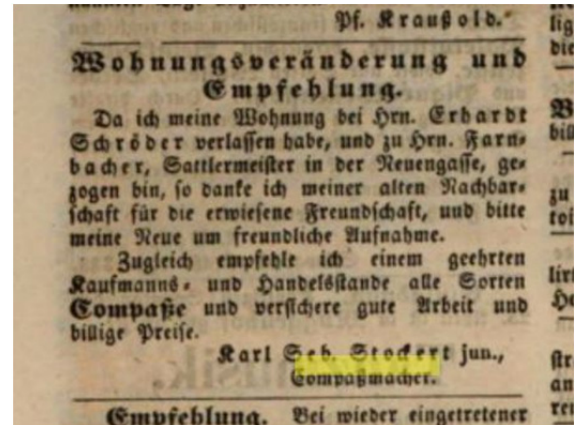 Pf. Kraußold.
Wohnungsveränderung und
Empfehlung.
Da ich meine Wohnung bei Hrn. Erhardt
Schröder verlassen habe, und zu Hrn. Farn-
bacher, Sattlermeister in der Neuengasse, ge-
zogen bin, so danke ich meiner alten Nachbar-
schaft für die erwiesene Freundschaft, und bitte
meine Neue um freundliche Aufnahme.
Zugleich empfehle ich einem geehrten
Kaufmanns- und Handelsstande alle Sorten
Compaße und versichere gute Arbeit und
billige Preise.
Karl Seb. Stockert jun.,
Compaßmacher.
Empfehlung. Bei wieder eingetretener